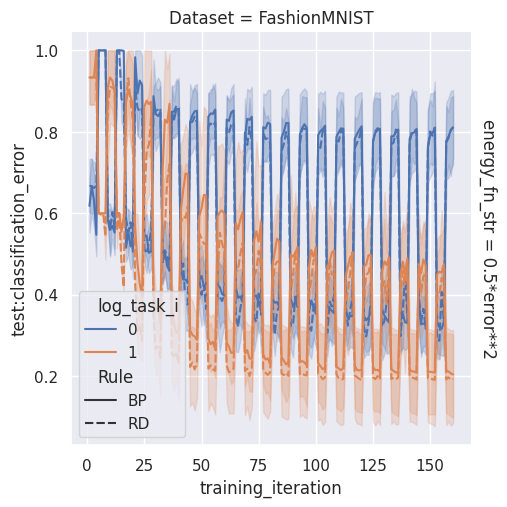 Dataset = FashionMNIST
1.0
0.8
0.6
0.4
0.2
test:classification_error
energy_fn_str = 0.5*error**2
log_task_i
0
1
Rule
BP
RD
0 25 50 75 100 125 150
training_iteration